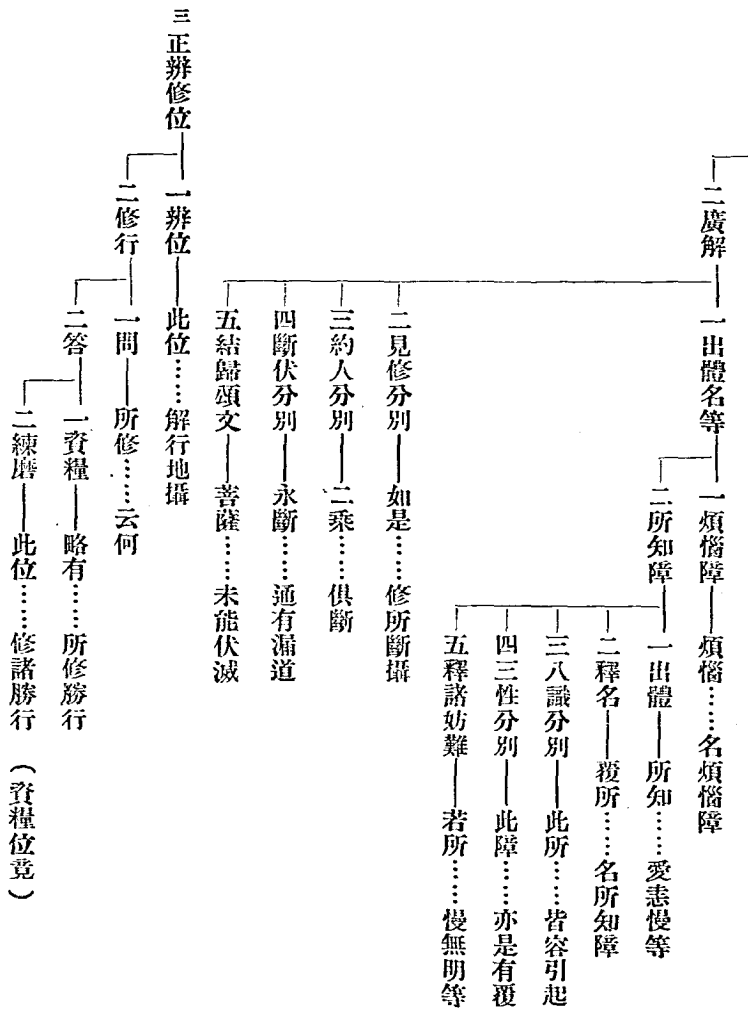 二廣解
一出體名等
一煩惱障
煩惱……名煩惱障
二所知障
一出體
所知……愛恚慢等
二釋名
覆所……名所知障
三八識分別
此所……皆容引起
四三性分別
此障……亦是有覆
五釋諸妨難
若所……慢無明等
二見修分別
如是……修所斷攝
三約人分別
二乘……俱斷
四斷伏分別
永斷……通有漏道
五結歸頌文
菩薩……未能伏滅
三正辨修位
一辨位
此位……解行地攝
二修行
一問
所修……云何
二答
一資糧
略有……所修勝行
二練磨
此位……修諸勝行
（資糧位竟）